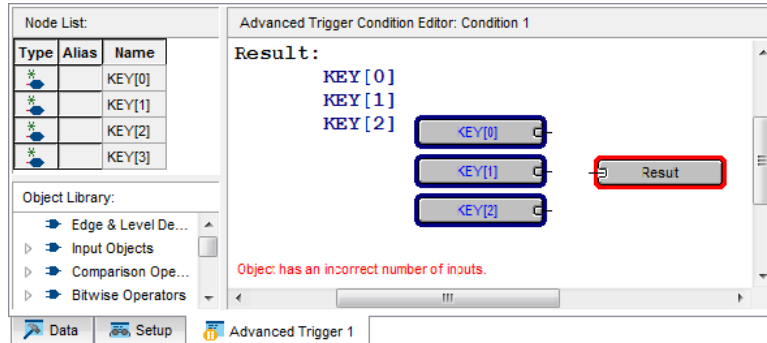 Node List:
Type Alias Name
KEY[0]
KEY[1]
KEY[2]
KEY[3]
Object Library:
Edge & Level De...
Input Objects
Comparison Ope...
Bitwise Operators
Advanced Trigger Condition Editor: Condition 1
Result:
KEY[0]
KEY[1]
KEY[2]
KEY[0]
KEY[1]
KEY[2]
Resut
Object has an incorrect number of inputs.
Data Setup Advanced Trigger 1